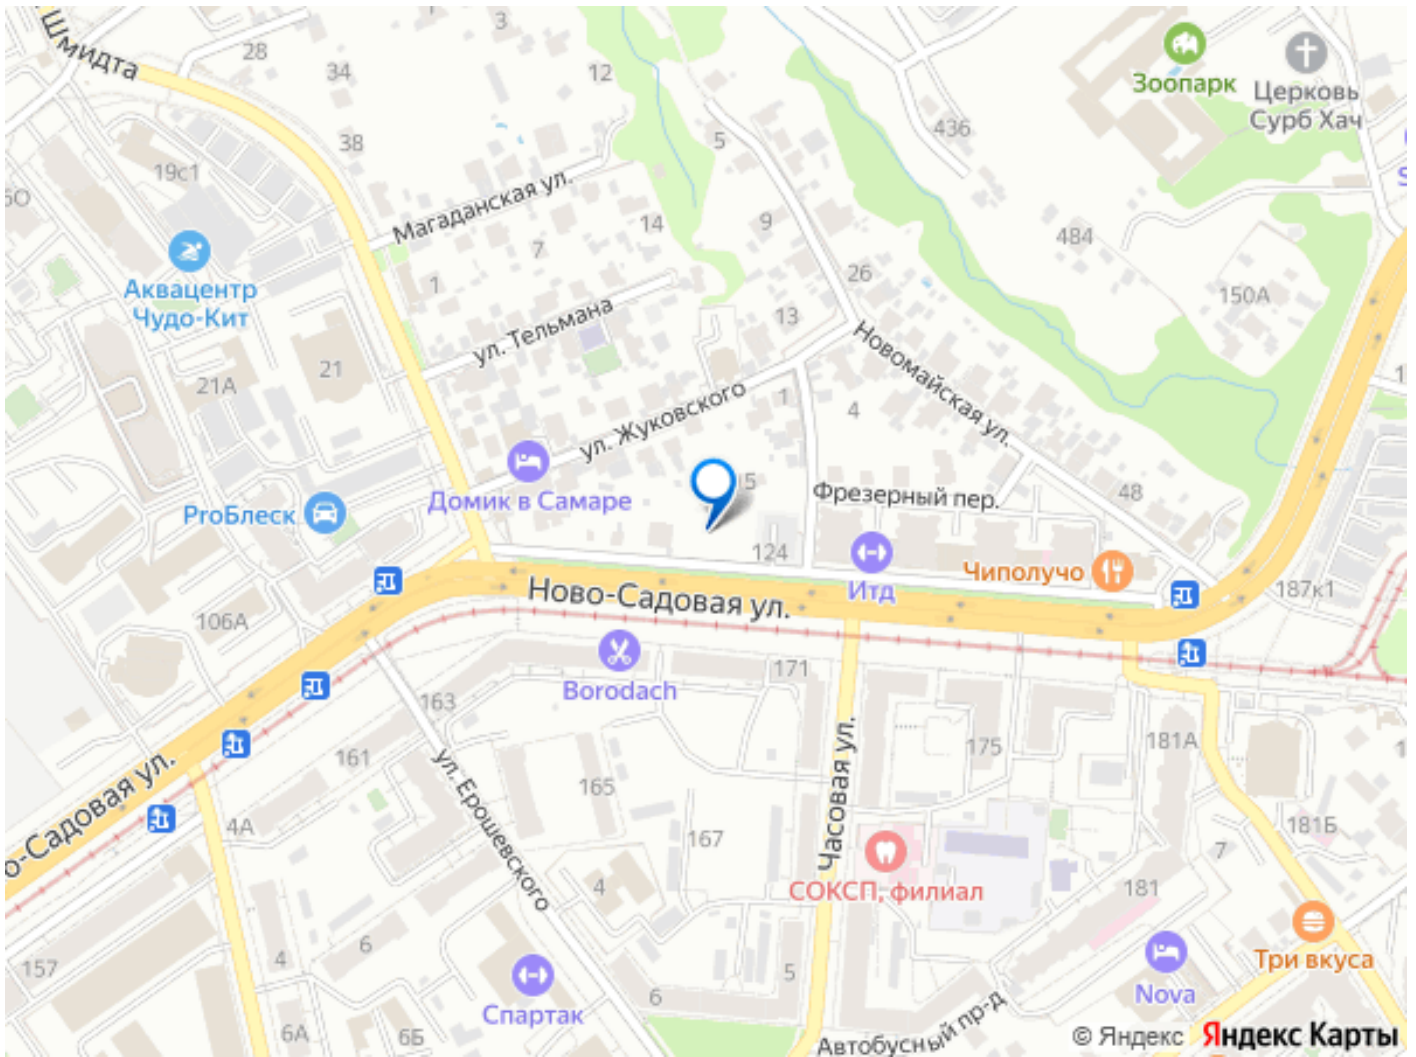 Шмидта
28
34
12
3
1
Зоопарк
Церковь
Сурб Хач
436
38
5
19с1
Магаданская ул.
14
9
7
484
26
1
150А
Аквацентр
Чудо-Кит
ул. Тельмана
13
Новомайская ул.
21
21А
ул. Жуковского
1
4
Домик в Самаре
5
Фрезерный пер.
48
ProБлеск
124
Итд
Чиполучо
187к1
Ново-Садовая ул.
106А
Borodach
171
163
161
ул. Ерошевского
165
167
Часовая ул.
175
181А
181Б
7
4А
о-Садовая ул.
4
СОКСП, филиал
181
Три вкуса
157
4
6
Спартак
5
6
Nova
6А
6Б
Автобусный пр-д
© Яндекс Яндекс Карты